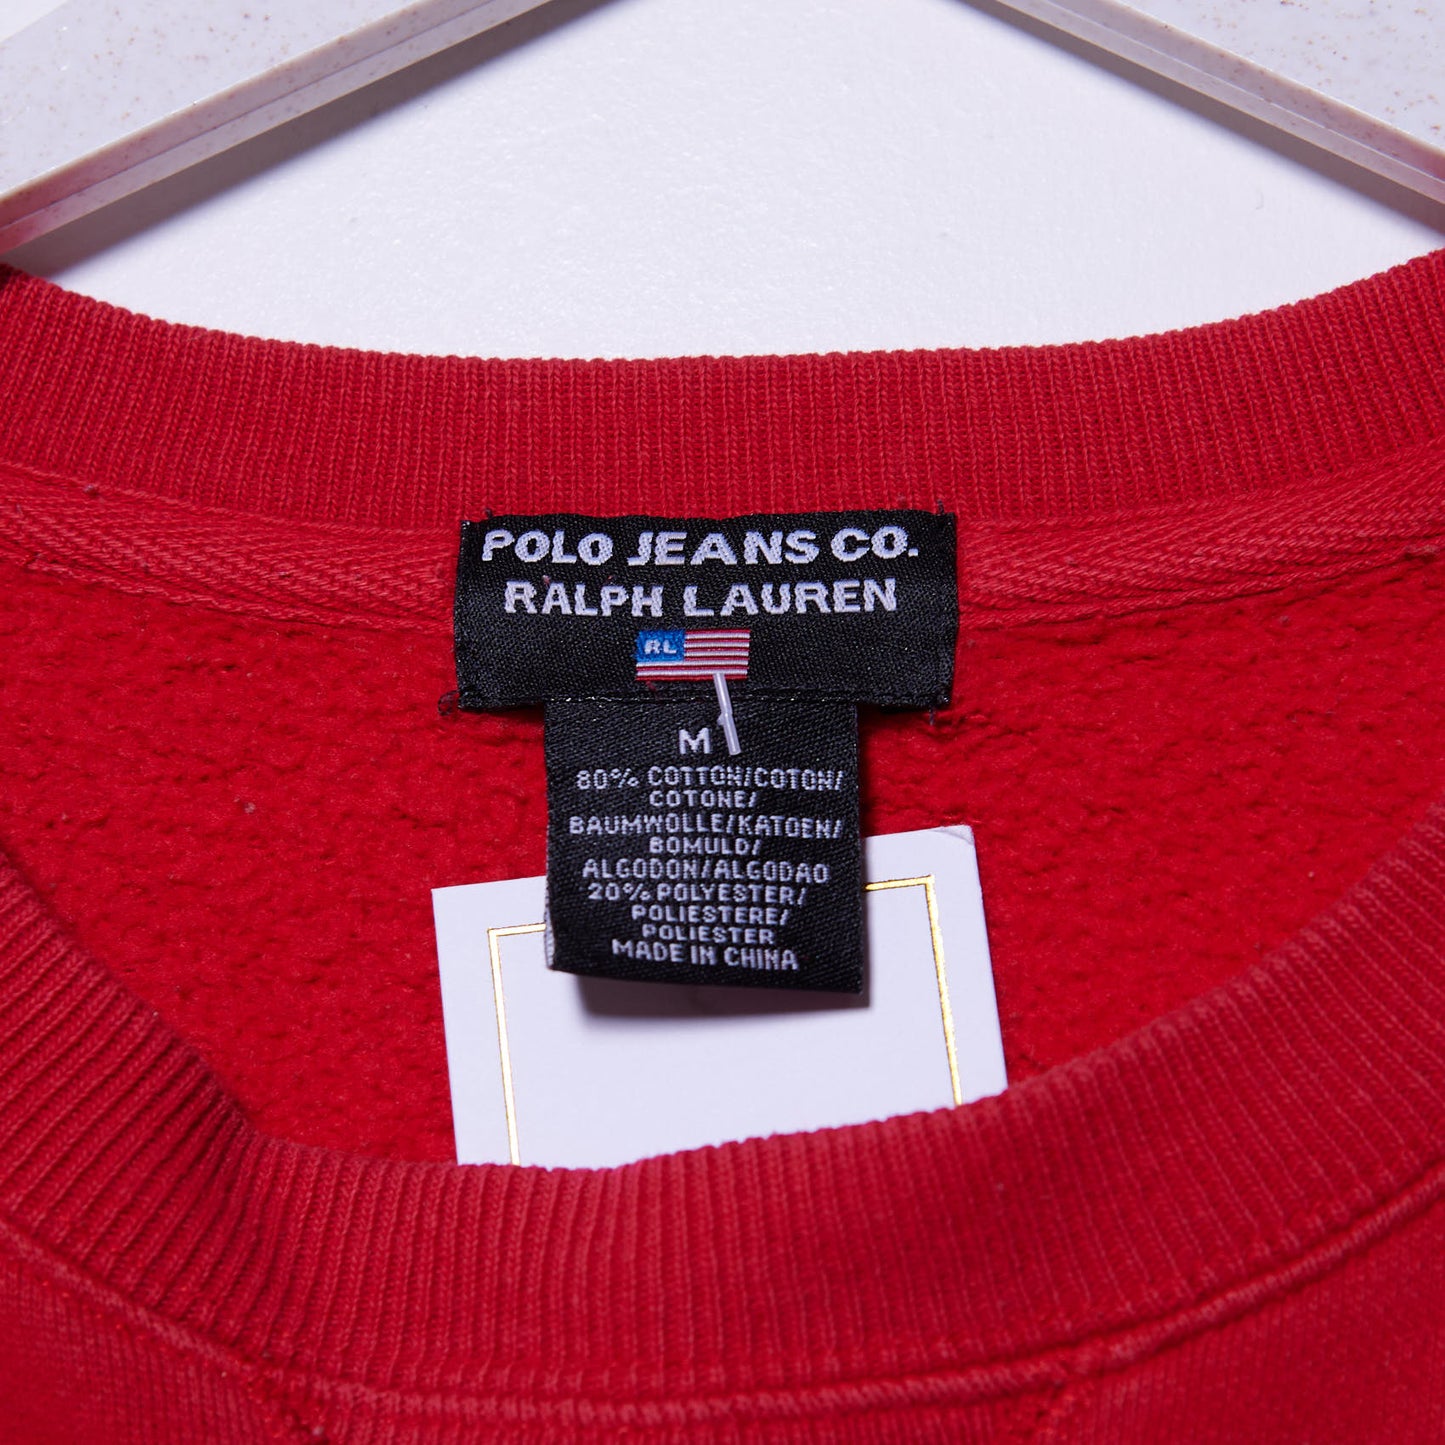 POLO JEANS CO.
RALPH LAUREN
RL
M
80% COTTON/COTON/
COTONE/
BAUMWOLLE/KATOEN/
BOMULD/
ALGODON/ALGODAO
20% POLYESTER/
POLIESTERE/
POLIESTER
MADE IN CHINA